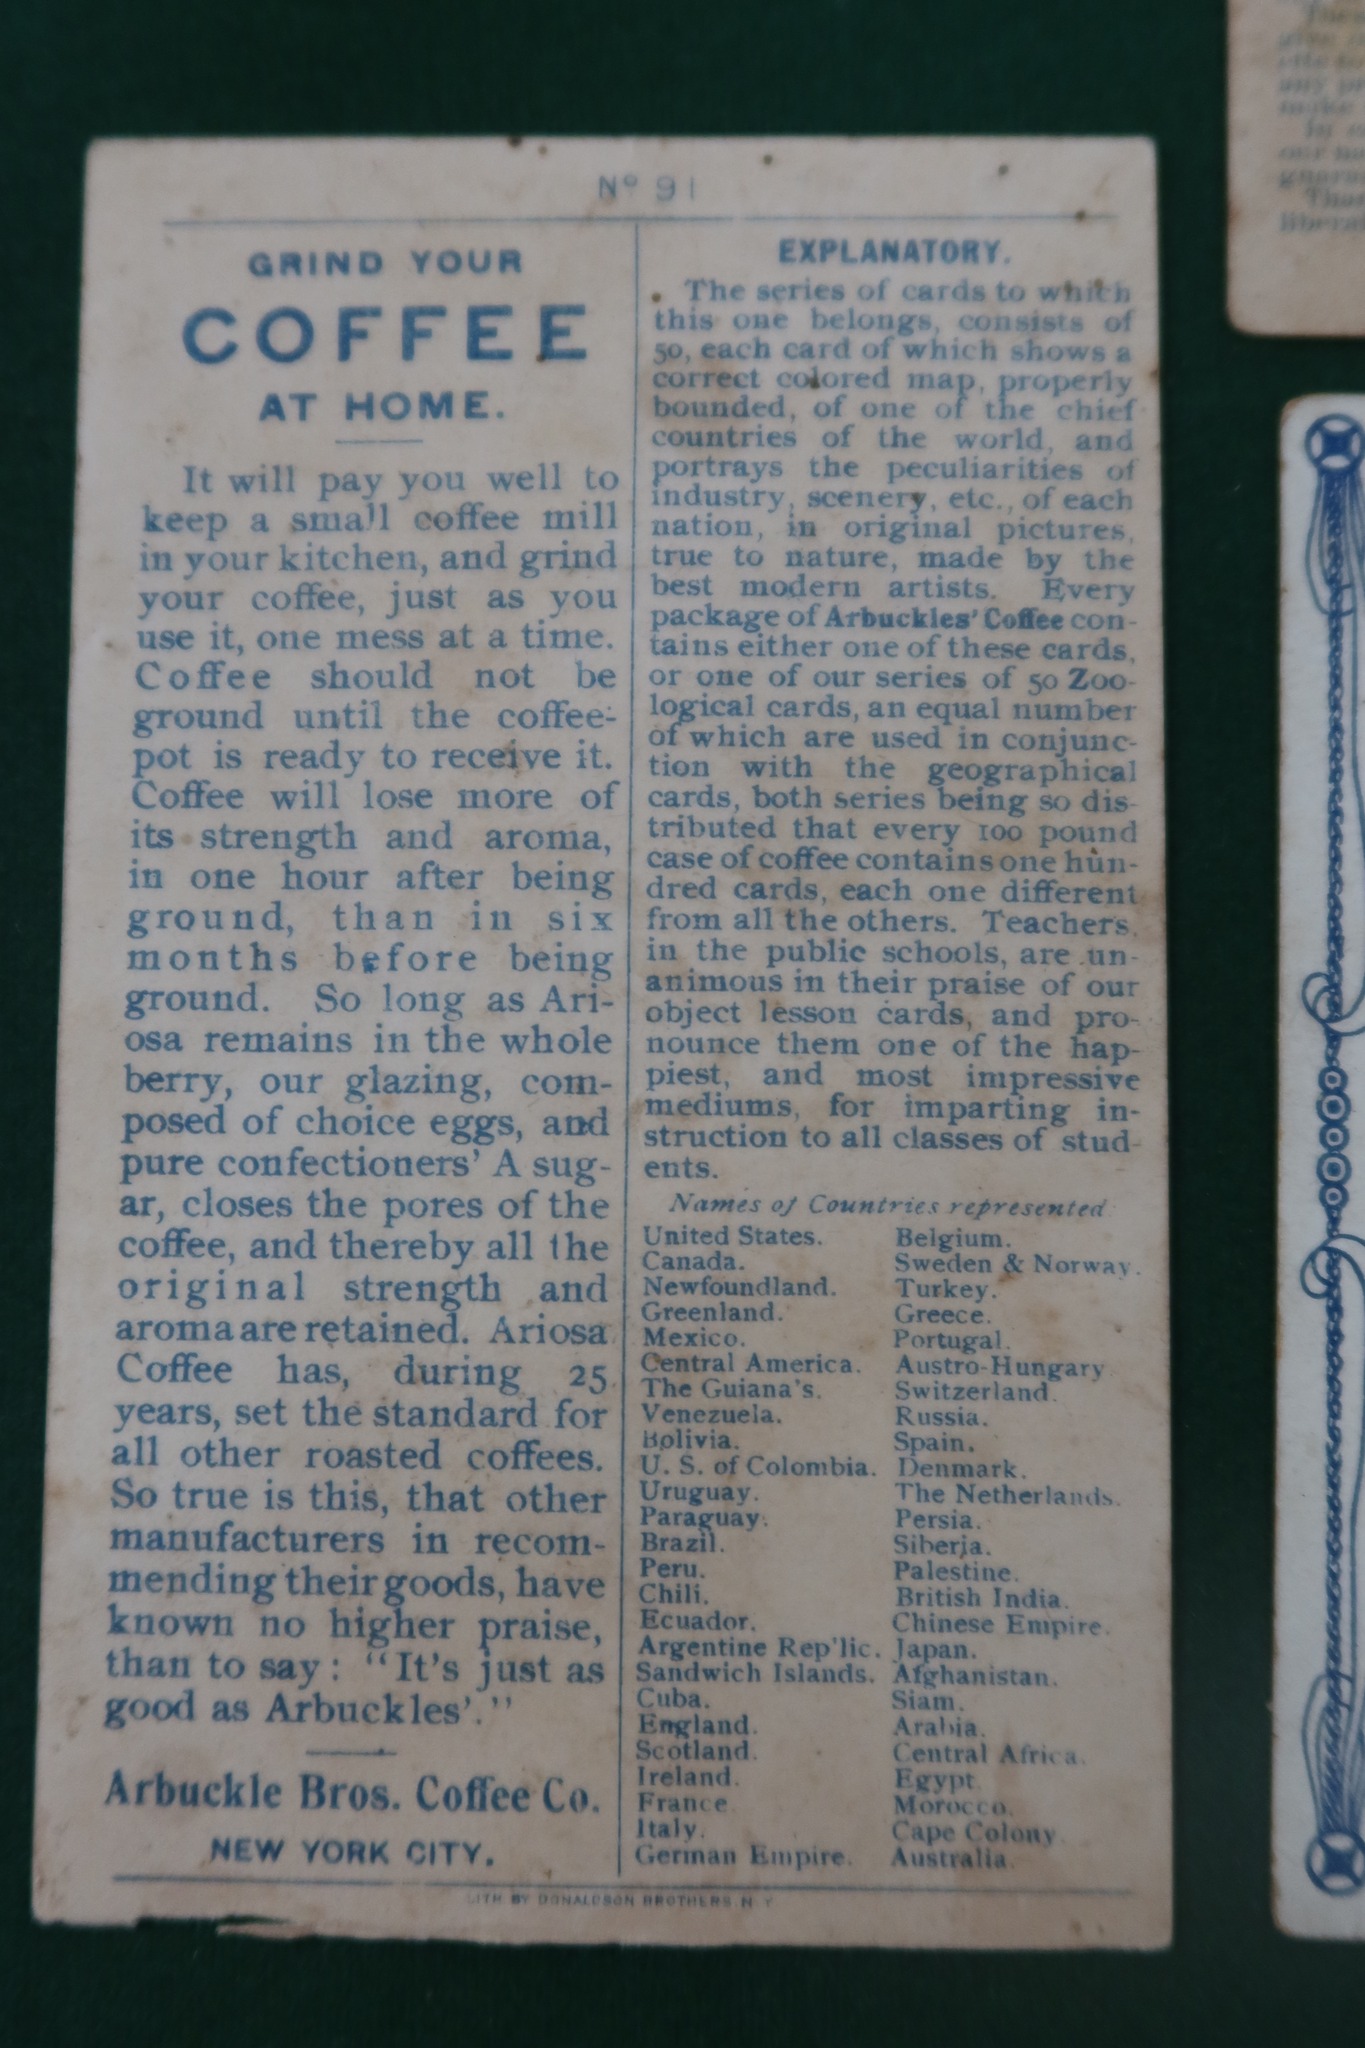 No 91
GRIND YOUR
COFFEE
AT HOME.
It will pay you well to
keep a small coffee mill
in your kitchen, and grind
your coffee, just as you
use it, one mess at a time.
Coffee should not be
ground until the coffee-
pot is ready to receive it.
Coffee will lose more of
its strength and aroma,
in one hour after being
ground, than in six
months before being
ground. So long as Ari-
osa remains in the whole
berry, our glazing, com-
posed of choice eggs, and
pure confectioners' A sug-
ar, closes the pores of the
coffee, and thereby all the
original strength and
aroma are retained. Ariosa
Coffee has, during 25
years, set the standard for
all other roasted coffees.
So true is this, that other
manufacturers in recom-
mending their goods, have
known no higher praise,
than to say: "It's just as
good as Arbuckles'."
Arbuckle Bros. Coffee Co.
NEW YORK CITY.
EXPLANATORY.
The series of cards to which
this one belongs, consists of
50, each card of which shows a
correct colored map, properly
bounded, of one of the chief
countries of the world, and
portrays the peculiarities of
industry, scenery, etc., of each
nation, in original pictures,
true to nature, made by the
best modern artists. Every
package of Arbuckles' Coffee con-
tains either one of these cards,
or one of our series of 50 Zoo-
logical cards, an equal number
of which are used in conjunc-
tion with the geographical
cards, both series being so dis-
tributed that every 100 pound
case of coffee contains one hun-
dred cards, each one different
from all the others. Teachers,
in the public schools, are un-
animous in their praise of our
object lesson cards, and pro-
nounce them one of the hap-
piest, and most impressive
mediums, for imparting in-
struction to all classes of stud-
ents.
Names of Countries represented
United States.
Canada.
Newfoundland.
Greenland.
Mexico.
Central America.
The Guiana's.
Venezuela.
Bolivia.
U. S. of Colombia.
Uruguay.
Paraguay.
Brazil.
Peru.
Chili.
Ecuador.
Argentine Rep'lic.
Sandwich Islands.
Cuba.
England.
Scotland.
Ireland.
France
Italy.
German Empire.
Belgium.
Sweden & Norway.
Turkey.
Greece.
Portugal.
Austro-Hungary
Switzerland.
Russia.
Spain.
Denmark.
The Netherlands.
Persia.
Siberia.
Palestine.
British India.
Chinese Empire.
Japan.
Afghanistan.
Siam.
Arabia.
Central Africa.
Egypt.
Morocco.
Cape Colony.
Australia.
LITH BY DONALDSON BROTHERS, N.Y.
any
make
In
our
liberal